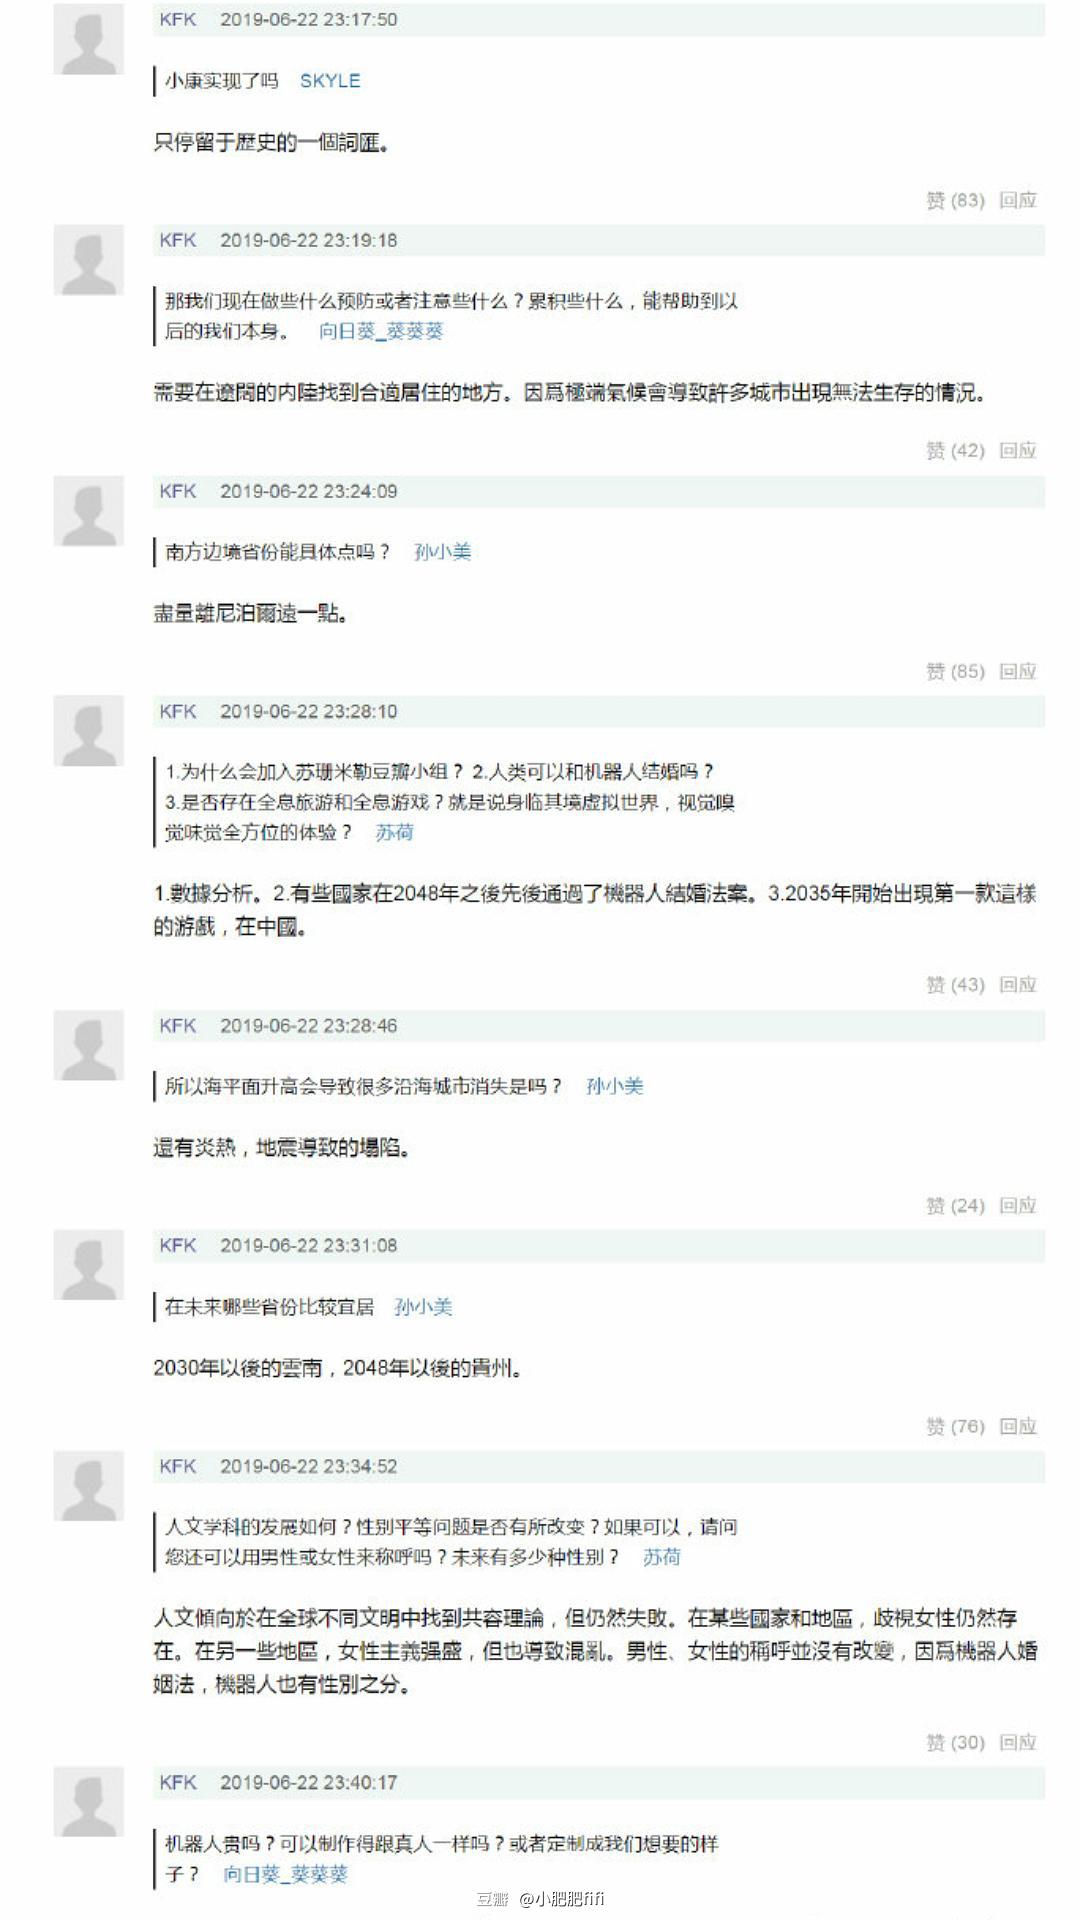 KFK 2019-06-22 23:17:50
小康实现了吗 SKYLE
只停留于歷史的一個詞匯。
赞 (83) 回应
KFK 2019-06-22 23:19:18
那我们现在做些什么预防或者注意些什么？累积些什么，能帮助到以
后的我们本身。 向日葵_葵葵葵
需要在遼闊的內陸找到合適居住的地方。因爲極端氣候會導致許多城市出現無法生存的情況。
赞 (42) 回应
KFK 2019-06-22 23:24:09
南方边境省份能具体点吗？ 孙小美
盡量離尼泊爾遠一點。
赞 (85) 回应
KFK 2019-06-22 23:28:10
1.为什么会加入苏珊米勒豆瓣小组？ 2.人类可以和机器人结婚吗？
3.是否存在全息旅游和全息游戏？就是说身临其境虚拟世界，视觉嗅
觉味觉全方位的体验？ 苏荷
1.數據分析。2.有些國家在2048年之後先後通過了機器人結婚法案。3.2035年開始出現第一款這樣
的游戲，在中國。
赞 (43) 回应
KFK 2019-06-22 23:28:46
所以海平面升高会导致很多沿海城市消失是吗？ 孙小美
還有炎熱，地震導致的塌陷。
赞 (24) 回应
KFK 2019-06-22 23:31:08
在未来哪些省份比较宜居 孙小美
2030年以後的雲南，2048年以後的貴州。
赞 (76) 回应
KFK 2019-06-22 23:34:52
人文学科的发展如何？性别平等问题是否有所改变？如果可以，请问
您还可以用男性或女性来称呼吗？未来有多少种性别？ 苏荷
人文傾向於在全球不同文明中找到共容理論，但仍然失敗。在某些國家和地區，歧視女性仍然存
在。在另一些地區，女性主義强盛，但也導致混亂。男性、女性的稱呼並沒有改變，因爲機器人婚
姻法，機器人也有性別之分。
赞 (30) 回应
KFK 2019-06-22 23:40:17
机器人贵吗？可以制作得跟真人一样吗？或者定制成我们想要的样
子？ 向日葵_葵葵葵
豆瓣 @小肥肥fifi